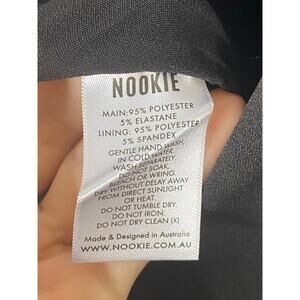 NOOKIE
MAIN: 95% POLYESTER
5% ELASTANE
LINING: 95% POLYESTER
5% SPANDEX
GENTLE HAND WASH,
IN COLD WATER
WASH SEPARATELY
DO NOT SOAK,
BLEACH OR WRING.
DRY WITHOUT DELAY AWAY
FROM DIRECT SUNLIGHT
OR HEAT.
DO NOT TUMBLE DRY.
DO NOT IRON.
DO NOT DRY CLEAN (X)
Made & Designed in Australia
WWW.NOOKIE.COM.AU